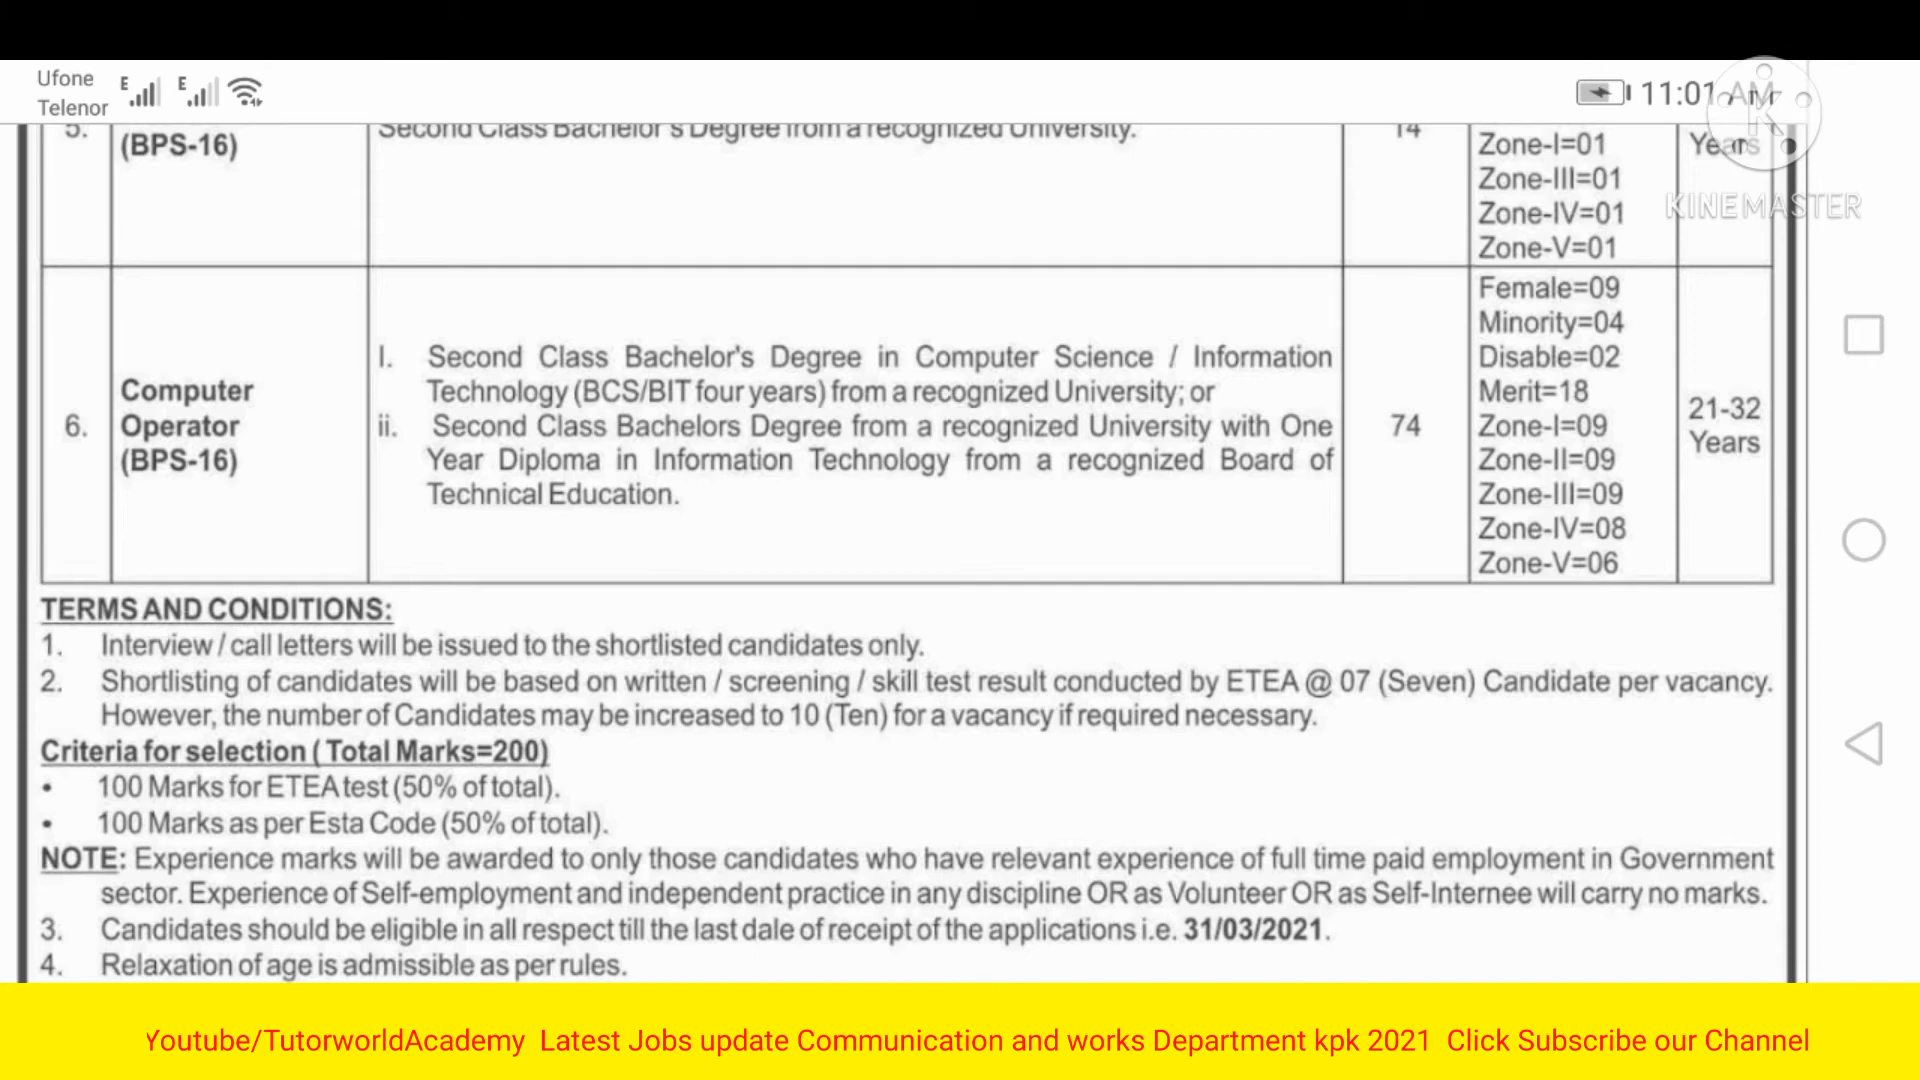 Ufone
Telenor
E
E
11:01 AM
KINEMASTER
5.
(BPS-16)
Second Class Bachelor's Degree from a recognized University.
14
Zone-I=01
Zone-III=01
Zone-IV=01
Zone-V=01
Years
6.
Computer
Operator
(BPS-16)
I. Second Class Bachelor's Degree in Computer Science / Information
Technology (BCS/BIT four years) from a recognized University; or
ii. Second Class Bachelors Degree from a recognized University with One
Year Diploma in Information Technology from a recognized Board of
Technical Education.
74
Female=09
Minority=04
Disable=02
Merit=18
Zone-I=09
Zone-II=09
Zone-III=09
Zone-IV=08
Zone-V=06
21-32
Years
TERMS AND CONDITIONS:
1. Interview / call letters will be issued to the shortlisted candidates only.
2. Shortlisting of candidates will be based on written / screening / skill test result conducted by ETEA @ 07 (Seven) Candidate per vacancy.
However, the number of Candidates may be increased to 10 (Ten) for a vacancy if required necessary.
Criteria for selection ( Total Marks=200)
• 100 Marks for ETEA test (50% of total).
• 100 Marks as per Esta Code (50% of total).
NOTE: Experience marks will be awarded to only those candidates who have relevant experience of full time paid employment in Government
sector. Experience of Self-employment and independent practice in any discipline OR as Volunteer OR as Self-Internee will carry no marks.
3. Candidates should be eligible in all respect till the last dale of receipt of the applications i.e. 31/03/2021.
4. Relaxation of age is admissible as per rules.
Youtube/TutorworldAcademy Latest Jobs update Communication and works Department kpk 2021 Click Subscribe our Channel